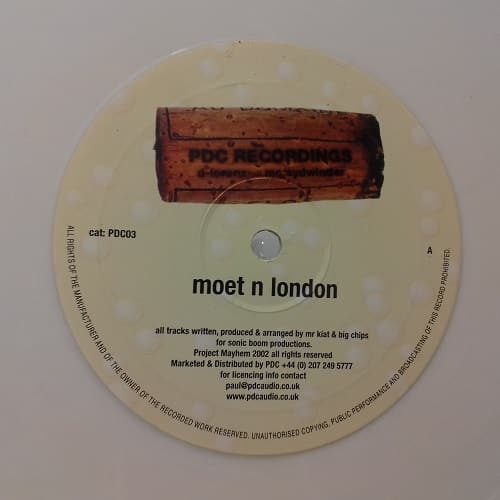 PDC RECORDINGS
cat: PDC03
A
moet n london
all tracks written, produced & arranged by mr kiat & big chips
for sonic boom productions.
Project Mayhem 2002 all rights reserved
Marketed & Distributed by PDC +44 (0) 207 249 5777
for licencing info contact
paul@pdcaudio.co.uk
www.pdcaudio.co.uk
ALL RIGHTS OF THE MANUFACTURER AND OF THE OWNER OF THE RECORDED WORK RESERVED. UNAUTHORISED COPYING, PUBLIC PERFORMANCE AND BROADCASTING OF THIS RECORD PROHIBITED.